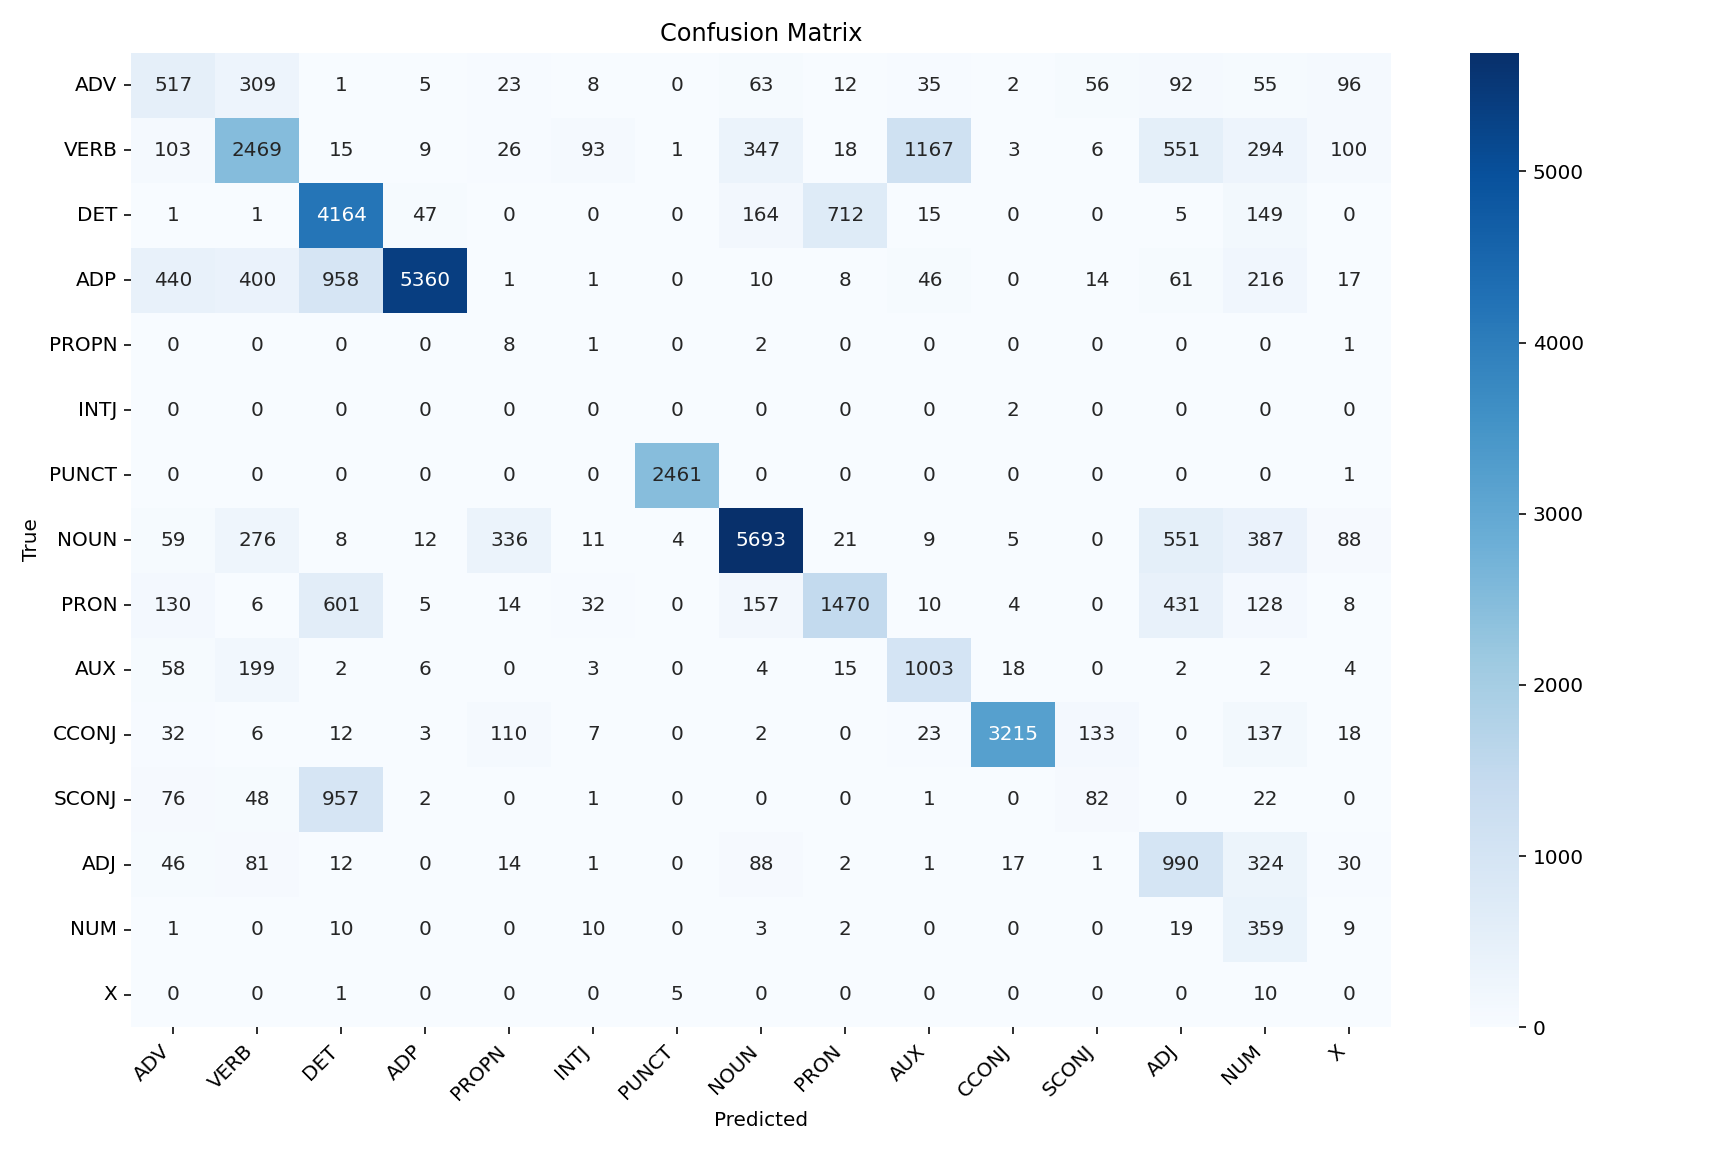 Confusion Matrix
ADV 517 309 1 5 23 8 0 63 12 35 2 56 92 55 96
VERB 103 2469 15 9 26 93 1 347 18 1167 3 6 551 294 100
DET 1 1 4164 47 0 0 0 164 712 15 0 0 5 149 0
ADP 440 400 958 5360 1 1 0 10 8 46 0 14 61 216 17
PROPN 0 0 0 0 8 1 0 2 0 0 0 0 0 0 1
INTJ 0 0 0 0 0 0 0 0 0 0 2 0 0 0 0
PUNCT 0 0 0 0 0 0 2461 0 0 0 0 0 0 0 1
NOUN 59 276 8 12 336 11 4 5693 21 9 5 0 551 387 88
PRON 130 6 601 5 14 32 0 157 1470 10 4 0 431 128 8
AUX 58 199 2 6 0 3 0 4 15 1003 18 0 2 2 4
CCONJ 32 6 12 3 110 7 0 2 0 23 3215 133 0 137 18
SCONJ 76 48 957 2 0 1 0 0 0 1 0 82 0 22 0
ADJ 46 81 12 0 14 1 0 88 2 1 17 1 990 324 30
NUM 1 0 10 0 0 10 0 3 2 0 0 0 19 359 9
X 0 0 1 0 0 0 5 0 0 0 0 0 0 10 0
ADV VERB DET ADP PROPN INTJ PUNCT NOUN PRON AUX CCONJ SCONJ ADJ NUM X
Predicted
True
5000
4000
3000
2000
1000
0